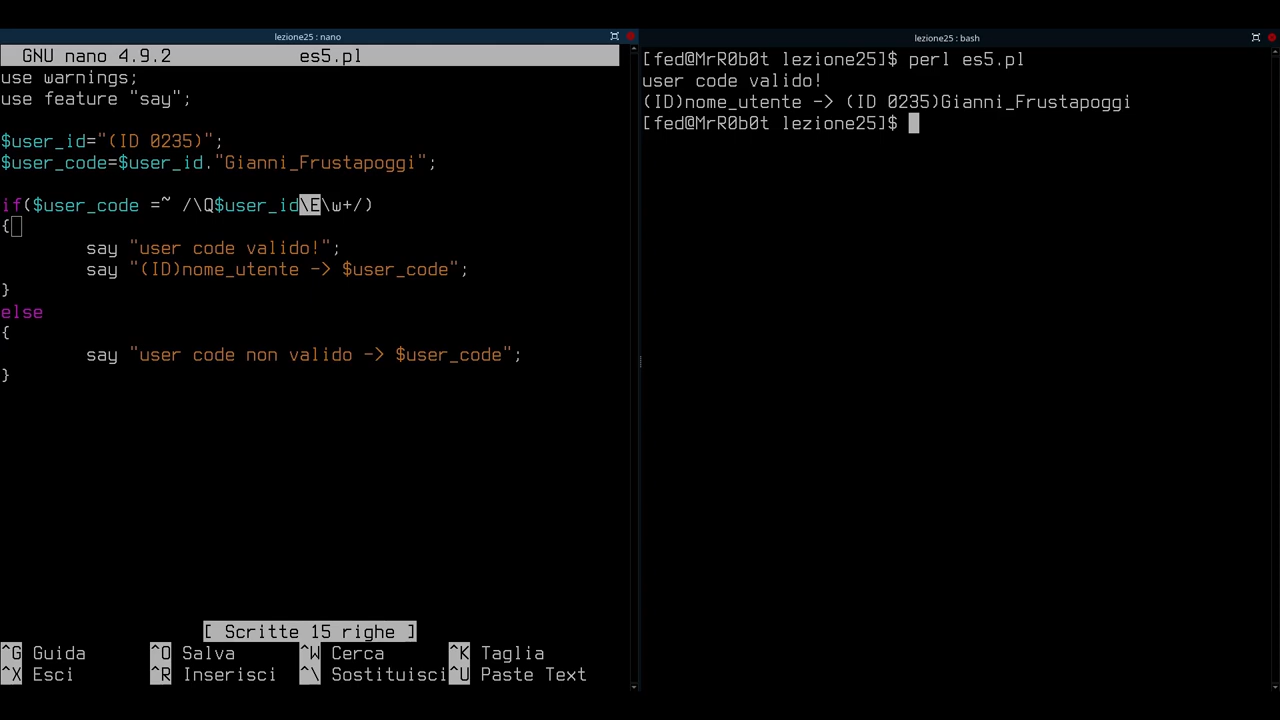 lezione25 : nano
GNU nano 4.9.2 es5.pl
use warnings;
use feature "say";
$user_id="(ID 0235)";
$user_code=$user_id."Gianni_Frustapoggi";
if($user_code =~ /\Q$user_id\E\w+/)
{
say "user code valido!";
say "(ID)nome_utente -> $user_code";
}
else
{
say "user code non valido -> $user_code";
}
[ Scritte 15 righe ]
^G Guida ^O Salva ^W Cerca ^K Taglia
^X Esci ^R Inserisci ^\ Sostituisci ^U Paste Text
lezione25 : bash
[fed@MrR0b0t lezione25]$ perl es5.pl
user code valido!
(ID)nome_utente -> (ID 0235)Gianni_Frustapoggi
[fed@MrR0b0t lezione25]$